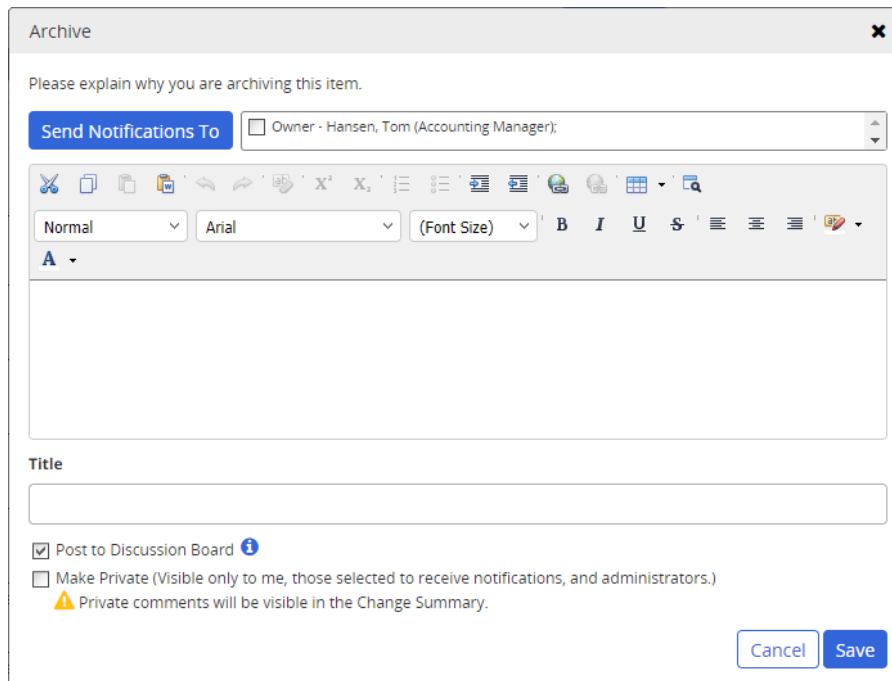 Archive
Please explain why you are archiving this item.
Send Notifications To
Owner - Hansen, Tom (Accounting Manager);
Normal
Arial
(Font Size)
B I U S
A
Title
Post to Discussion Board
Make Private (Visible only to me, those selected to receive notifications, and administrators.)
Private comments will be visible in the Change Summary.
Cancel Save